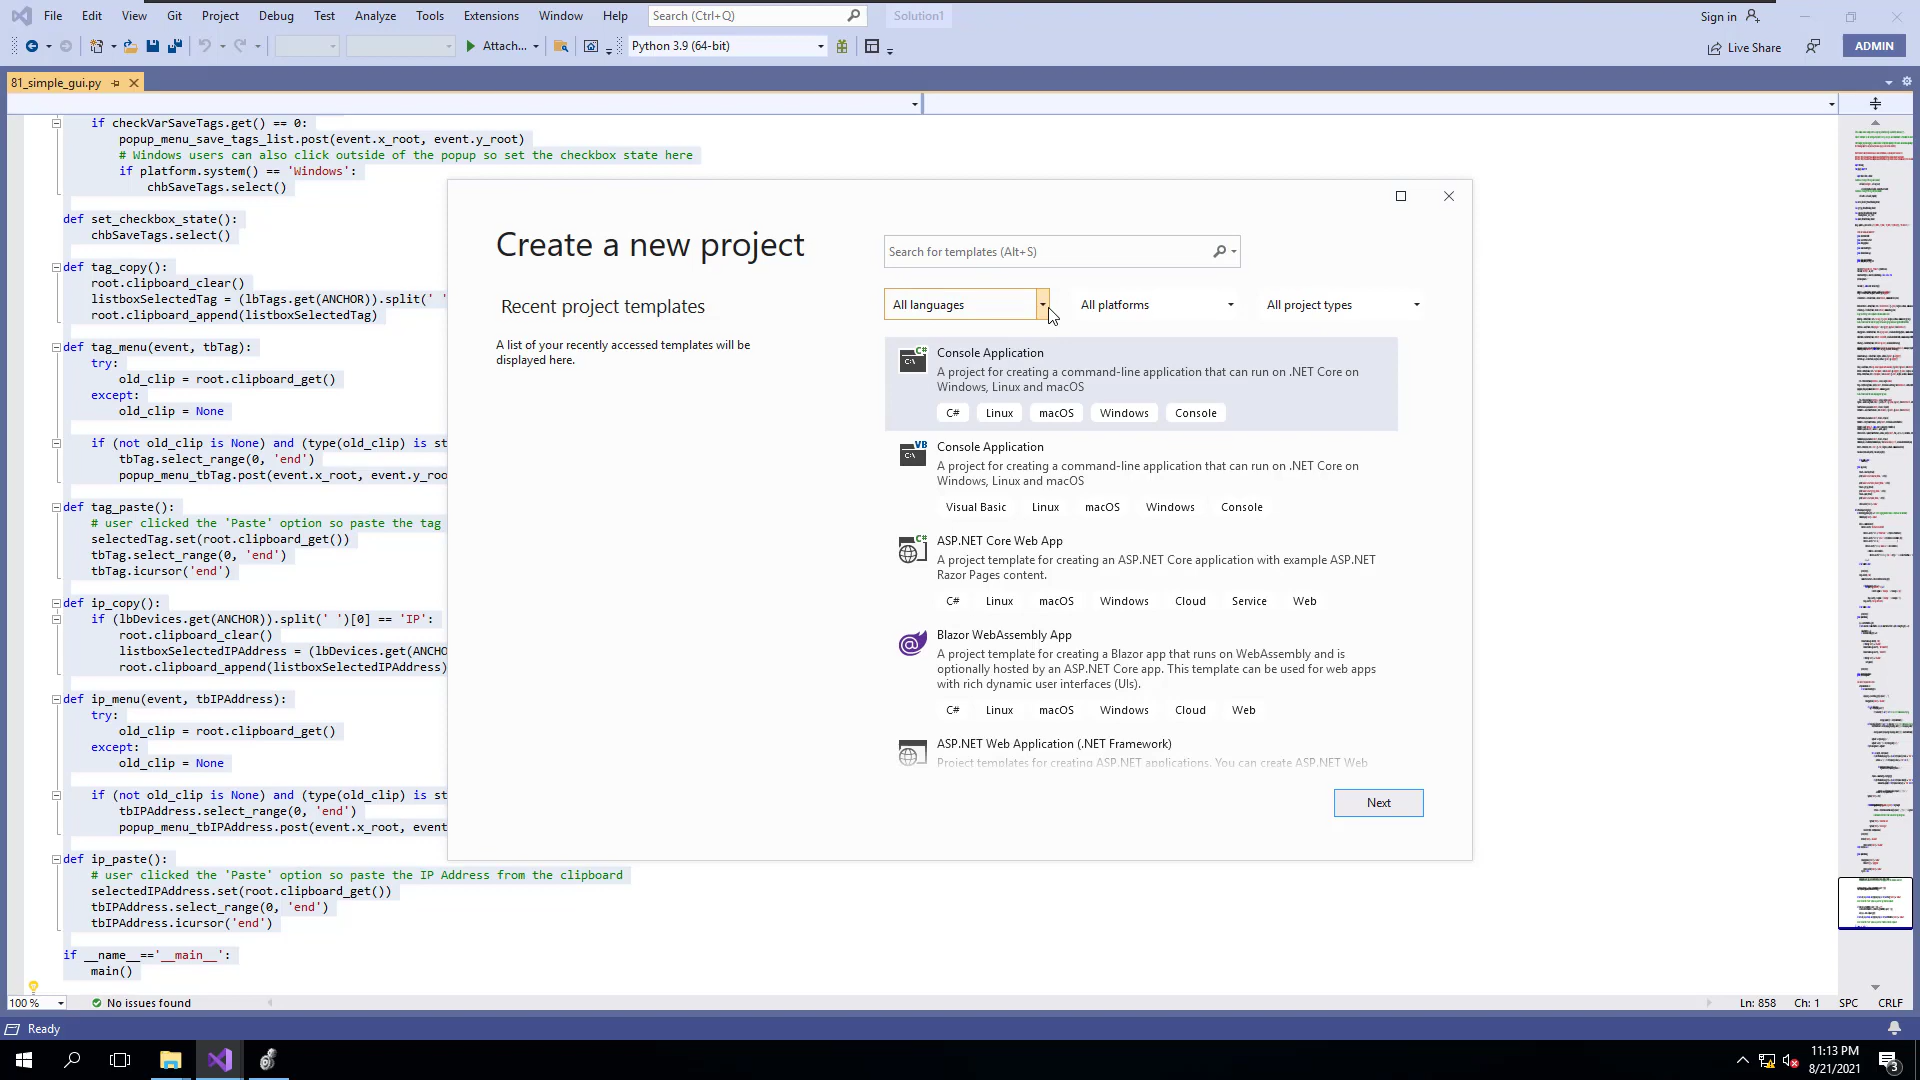 File Edit View Git Project Debug Test Analyze Tools Extensions Window Help Search (Ctrl+Q) Solution1 Sign in
Attach... Python 3.9 (64-bit) Live Share ADMIN
81_simple_gui.py
if checkVarSaveTags.get() == 0:
popup_menu_save_tags_list.post(event.x_root, event.y_root)
# Windows users can also click outside of the popup so set the checkbox state here
if platform.system() == 'Windows':
chbSaveTags.select()
def set_checkbox_state():
chbSaveTags.select()
def tag_copy():
root.clipboard_clear()
listboxSelectedTag = (lbTags.get(ANCHOR)).split(' '
root.clipboard_append(listboxSelectedTag)
def tag_menu(event, tbTag):
try:
old_clip = root.clipboard_get()
except:
old_clip = None
if (not old_clip is None) and (type(old_clip) is st
tbTag.select_range(0, 'end')
popup_menu_tbTag.post(event.x_root, event.y_roo
def tag_paste():
# user clicked the 'Paste' option so paste the tag
selectedTag.set(root.clipboard_get())
tbTag.select_range(0, 'end')
tbTag.icursor('end')
def ip_copy():
if (lbDevices.get(ANCHOR)).split(' ')[0] == 'IP':
root.clipboard_clear()
listboxSelectedIPAddress = (lbDevices.get(ANCHO
root.clipboard_append(listboxSelectedIPAddress)
def ip_menu(event, tbIPAddress):
try:
old_clip = root.clipboard_get()
except:
old_clip = None
if (not old_clip is None) and (type(old_clip) is st
tbIPAddress.select_range(0, 'end')
popup_menu_tbIPAddress.post(event.x_root, event
def ip_paste():
# user clicked the 'Paste' option so paste the IP Address from the clipboard
selectedIPAddress.set(root.clipboard_get())
tbIPAddress.select_range(0, 'end')
tbIPAddress.icursor('end')
if __name__=='__main__':
main()
Create a new project
Recent project templates
A list of your recently accessed templates will be
displayed here.
Search for templates (Alt+S)
All languages All platforms All project types
C# Console Application
C:\ A project for creating a command-line application that can run on .NET Core on
Windows, Linux and macOS
C# Linux macOS Windows Console
VB Console Application
C:\ A project for creating a command-line application that can run on .NET Core on
Windows, Linux and macOS
Visual Basic Linux macOS Windows Console
C# ASP.NET Core Web App
A project template for creating an ASP.NET Core application with example ASP.NET
Razor Pages content.
C# Linux macOS Windows Cloud Service Web
Blazor WebAssembly App
A project template for creating a Blazor app that runs on WebAssembly and is
optionally hosted by an ASP.NET Core app. This template can be used for web apps
with rich dynamic user interfaces (UIs).
C# Linux macOS Windows Cloud Web
ASP.NET Web Application (.NET Framework)
Project templates for creating ASP.NET applications. You can create ASP.NET Web
Next
100 % No issues found Ln: 858 Ch: 1 SPC CRLF
Ready
11:13 PM
8/21/2021
3